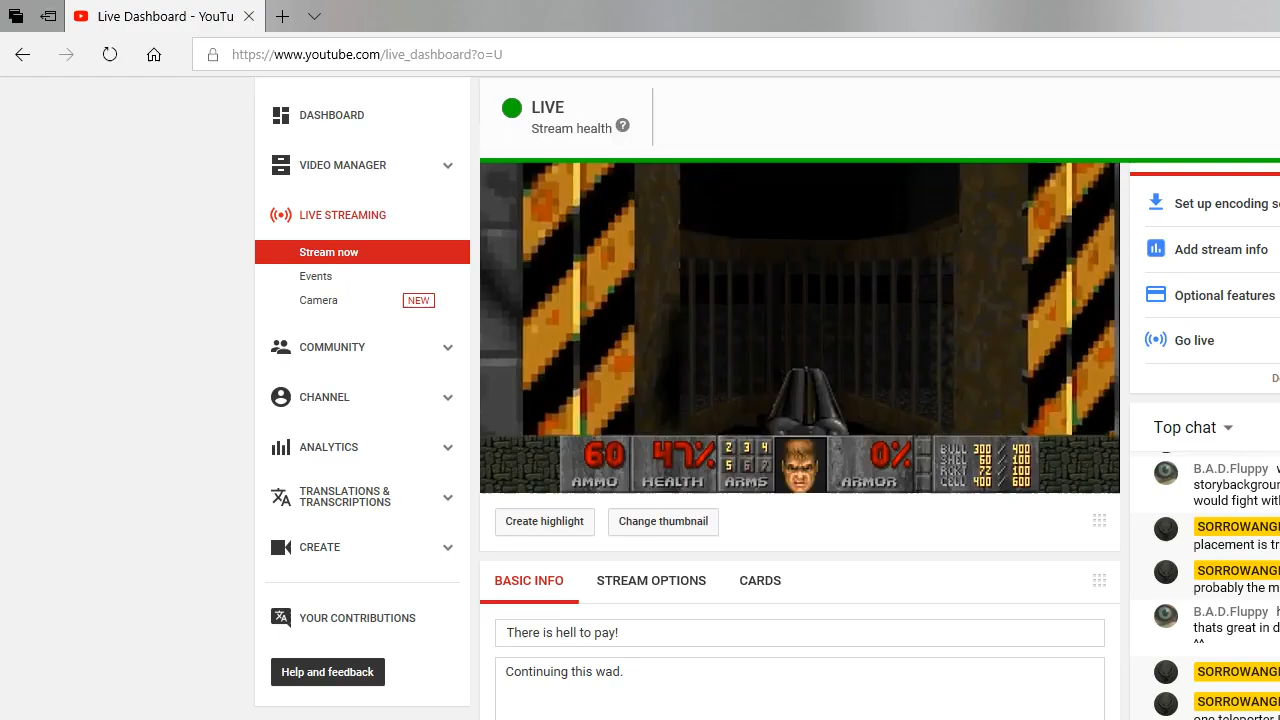 Live Dashboard - YouTu
https://www.youtube.com/live_dashboard?o=U
DASHBOARD
VIDEO MANAGER
LIVE STREAMING
Stream now
Events
Camera NEW
COMMUNITY
CHANNEL
ANALYTICS
TRANSLATIONS &
TRANSCRIPTIONS
CREATE
YOUR CONTRIBUTIONS
Help and feedback
LIVE
Stream health ?
60 47% 2 3 4 0% BULL 300 / 400
SHEL 60 / 100
5 6 7 RCKT 72 / 100
AMMO HEALTH ARMS ARMOR CELL 400 / 600
Create highlight Change thumbnail
BASIC INFO STREAM OPTIONS CARDS
There is hell to pay!
Continuing this wad.
Set up encoding s
Add stream info
Optional features
Go live
Top chat
B.A.D.Fluppy
storybackgroun
would fight wit
SORROWANG
placement is tr
SORROWANG
probably the m
B.A.D.Fluppy h
thats great in d
^^
SORROWANG
SORROWANG
one teleporter